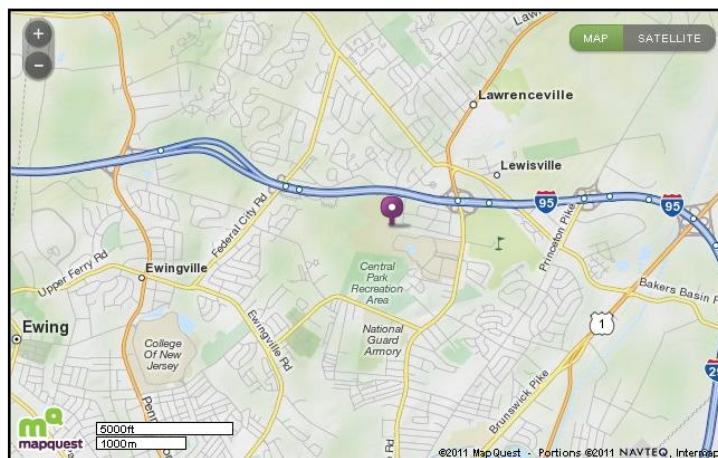 +
−
MAP SATELLITE
Lawrenceville
Lewisville
95
95
Federal City Rd
Princeton Pike
Upper Ferry Rd
Ewingville
Central
Park
Recreation
Area
Bakers Basin
Ewing
College
Of New
Jersey
Ewingville Rd
National
Guard
Armory
1
Brunswick Pike
mapquest
5000ft
1000m
©2011 MapQuest - Portions ©2011 NAVTEQ, Intermap